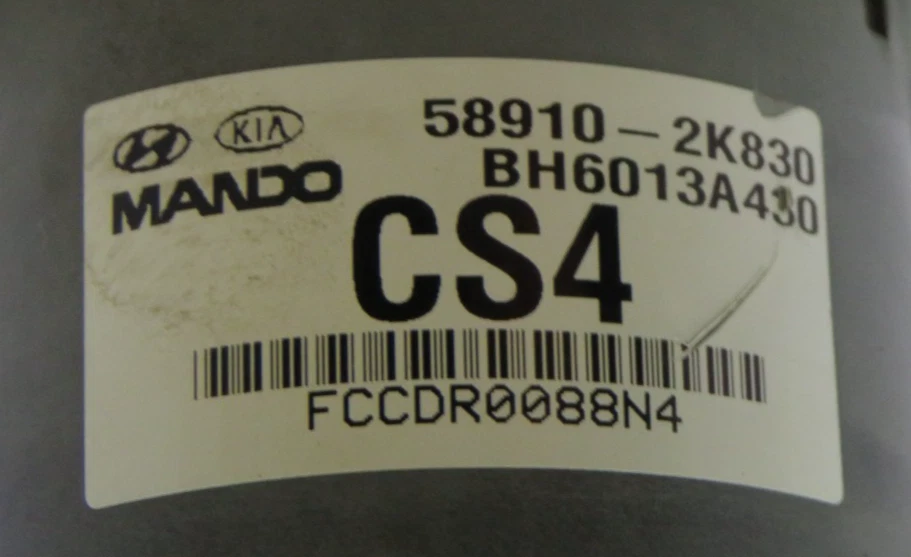 KIA
58910-2K830
BH6013A430
MANDO
CS4
FCCDR0088N4